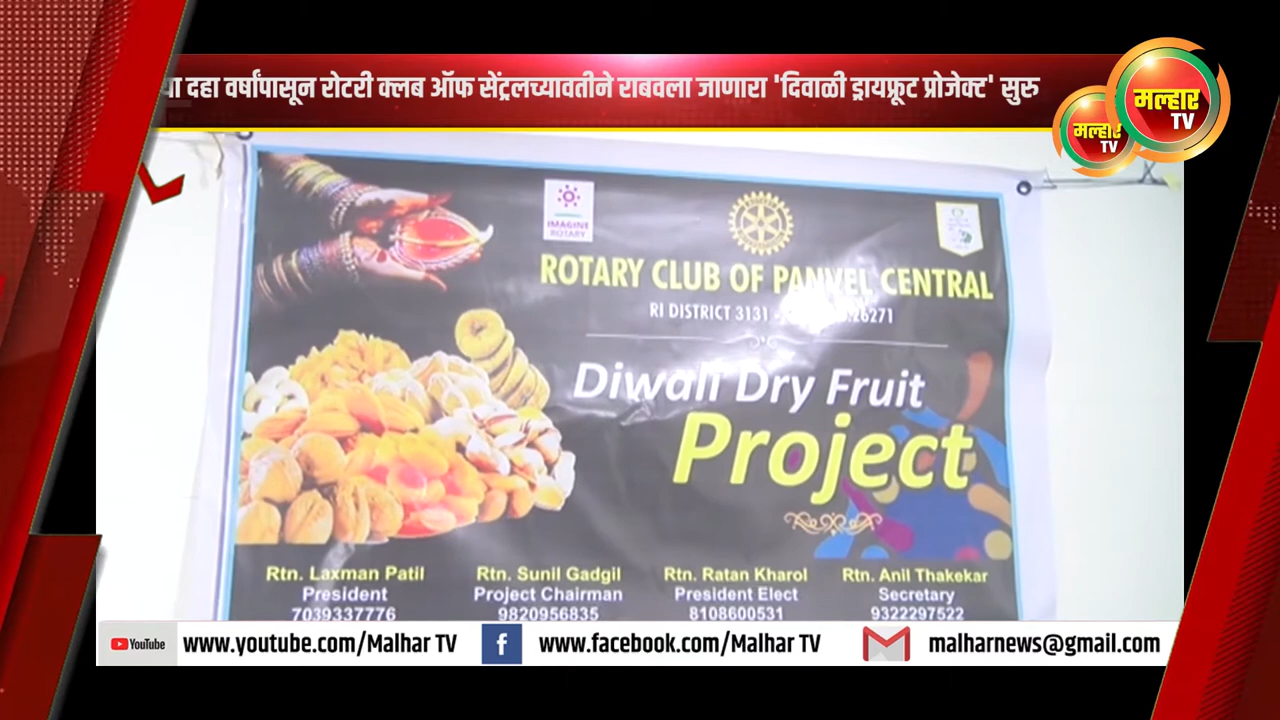 दहा वर्षांपासून रोटरी क्लब ऑफ सेंट्रलच्यावतीने राबवला जाणारा 'दिवाळी ड्रायफ्रूट प्रोजेक्ट' सुरु
मल्हार
TV
मल्हार
TV
IMAGINE
ROTARY
ROTARY CLUB OF PANVEL CENTRAL
RI DISTRICT 3131 - 26271
Diwali Dry Fruit
Project
Rtn. Laxman Patil
President
7039337776
Rtn. Sunil Gadgil
Project Chairman
9820956835
Rtn. Ratan Kharol
President Elect
8108600531
Rtn. Anil Thakekar
Secretary
9322297522
YouTube www.youtube.com/Malhar TV f www.facebook.com/Malhar TV malharnews@gmail.com